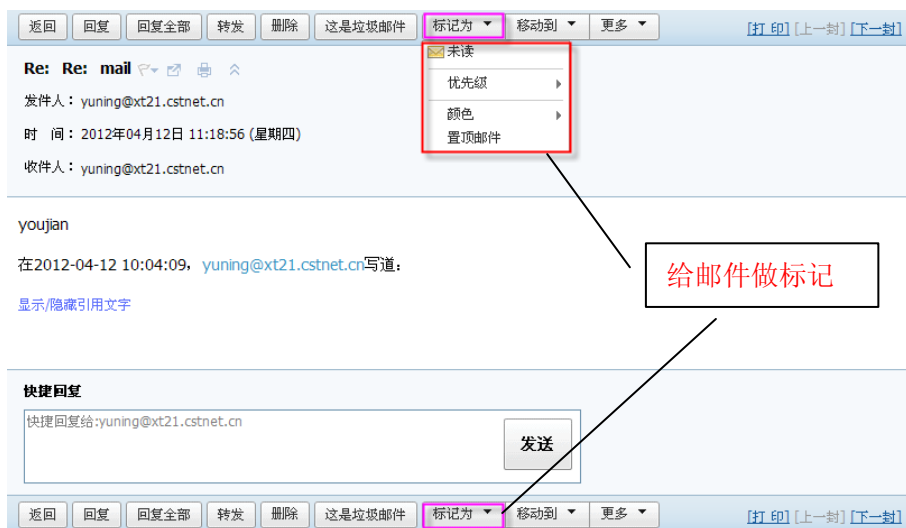 返回 回复 回复全部 转发 删除 这是垃圾邮件 标记为 移动到 更多 [打 印] [上一封] [下一封]
未读
优先级
颜色
置顶邮件
Re: Re: mail
发件人：yuning@xt21.cstnet.cn
时 间：2012年04月12日 11:18:56 (星期四)
收件人：yuning@xt21.cstnet.cn
youjian
在2012-04-12 10:04:09，yuning@xt21.cstnet.cn写道：
给邮件做标记
显示/隐藏引用文字
快捷回复
快捷回复给:yuning@xt21.cstnet.cn
发送
返回 回复 回复全部 转发 删除 这是垃圾邮件 标记为 移动到 更多 [打 印] [上一封] [下一封]